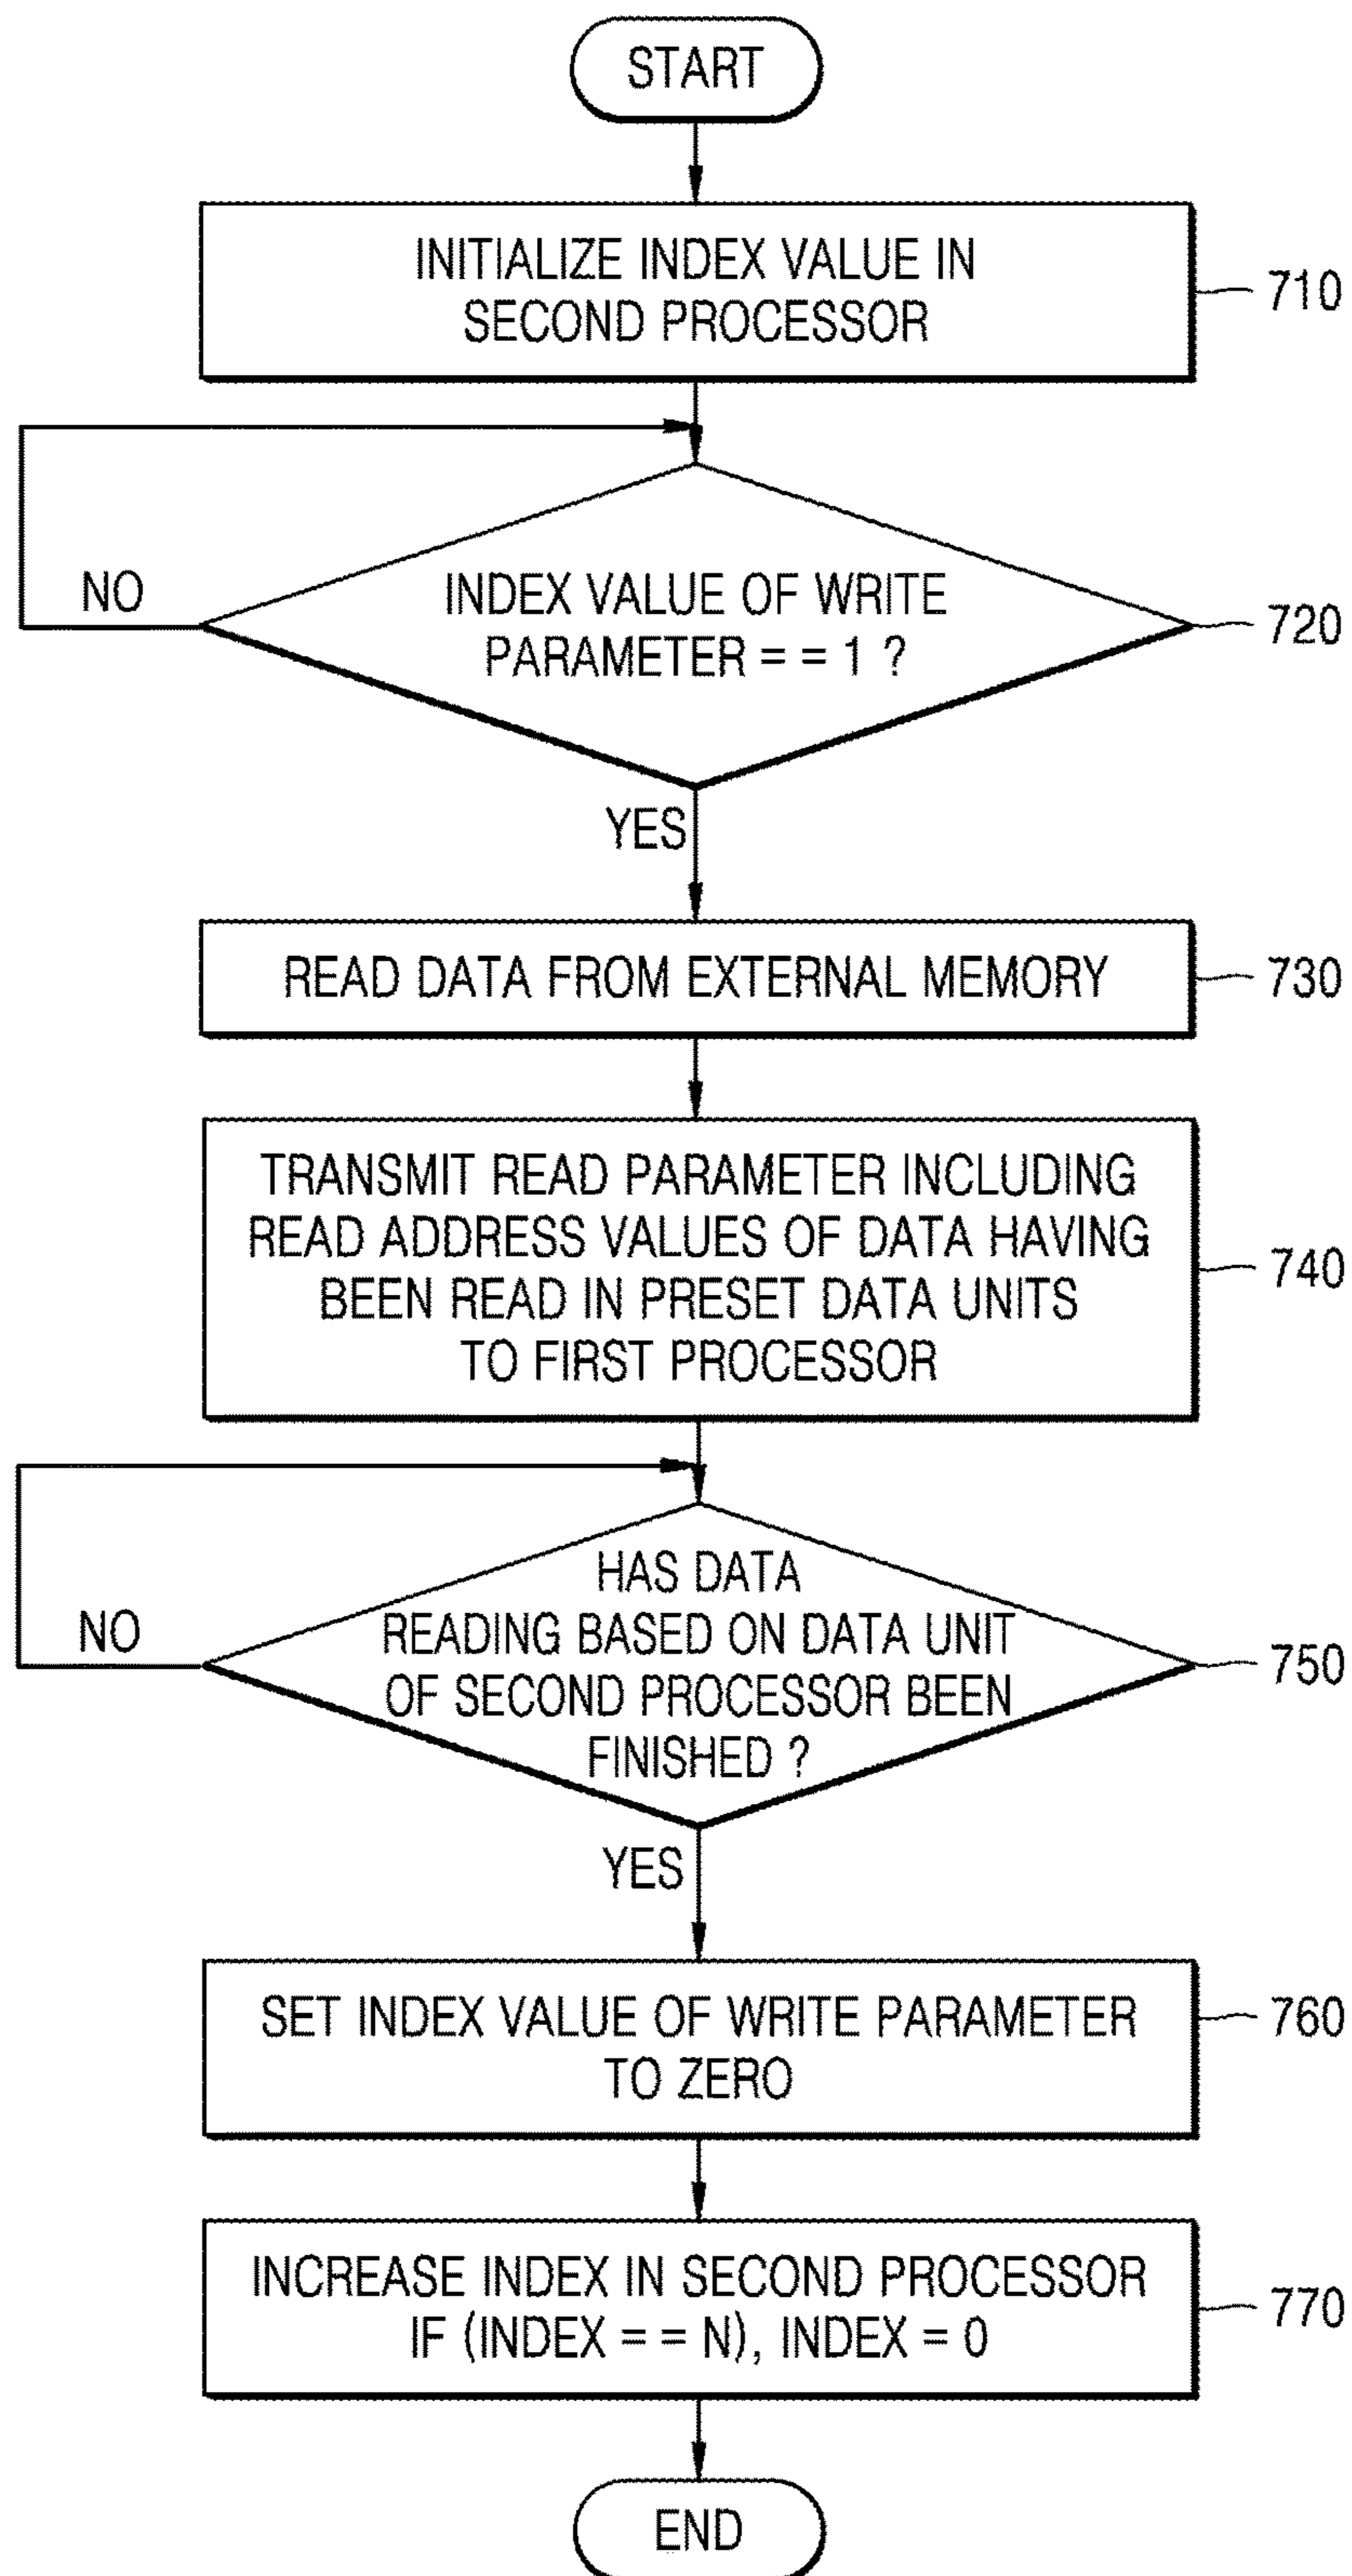 START
INITIALIZE INDEX VALUE IN
SECOND PROCESSOR
710
NO
INDEX VALUE OF WRITE
PARAMETER = = 1 ?
720
YES
READ DATA FROM EXTERNAL MEMORY
730
TRANSMIT READ PARAMETER INCLUDING
READ ADDRESS VALUES OF DATA HAVING
BEEN READ IN PRESET DATA UNITS
TO FIRST PROCESSOR
740
HAS DATA
READING BASED ON DATA UNIT
OF SECOND PROCESSOR BEEN
FINISHED ?
NO
750
YES
SET INDEX VALUE OF WRITE PARAMETER
TO ZERO
760
INCREASE INDEX IN SECOND PROCESSOR
IF (INDEX = = N), INDEX = 0
770
END